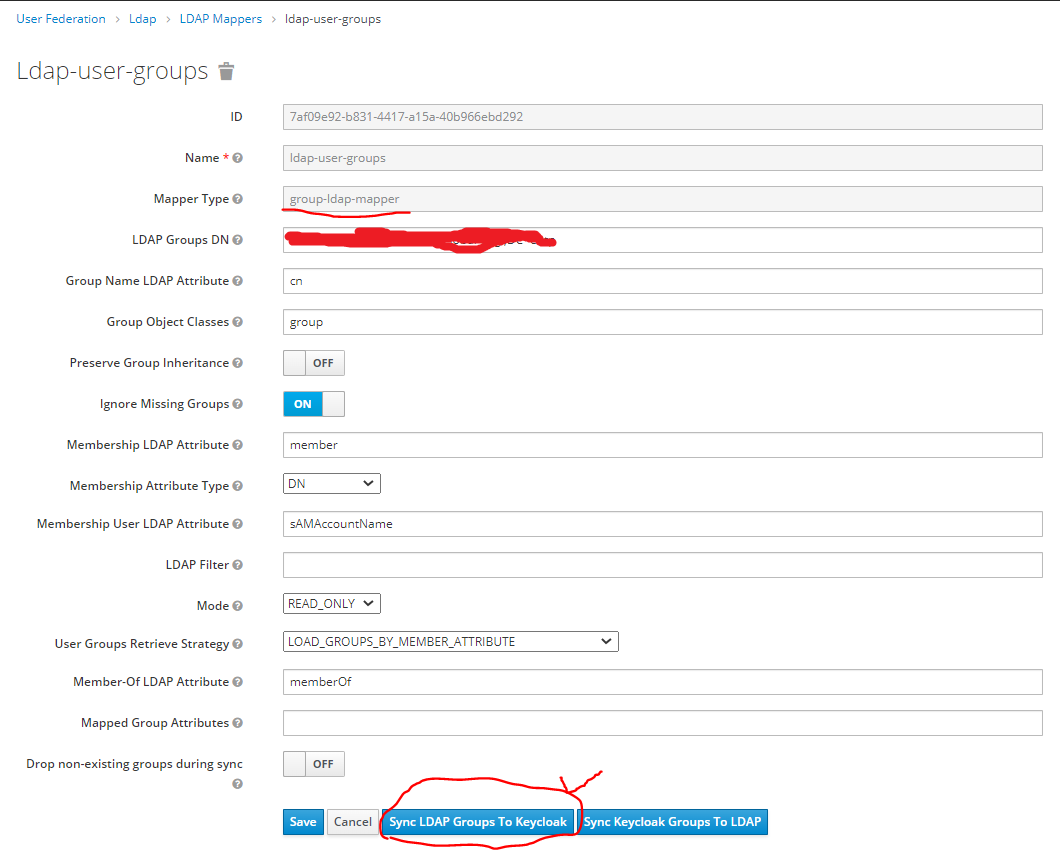 User Federation > Ldap > LDAP Mappers > ldap-user-groups
Ldap-user-groups
ID 7af09e92-b831-4417-a15a-40b966ebd292
Name * ldap-user-groups
Mapper Type group-ldap-mapper
LDAP Groups DN
Group Name LDAP Attribute cn
Group Object Classes group
Preserve Group Inheritance OFF
Ignore Missing Groups ON
Membership LDAP Attribute member
Membership Attribute Type DN
Membership User LDAP Attribute sAMAccountName
LDAP Filter
Mode READ_ONLY
User Groups Retrieve Strategy LOAD_GROUPS_BY_MEMBER_ATTRIBUTE
Member-Of LDAP Attribute memberOf
Mapped Group Attributes
Drop non-existing groups during sync OFF
Save Cancel Sync LDAP Groups To Keycloak Sync Keycloak Groups To LDAP